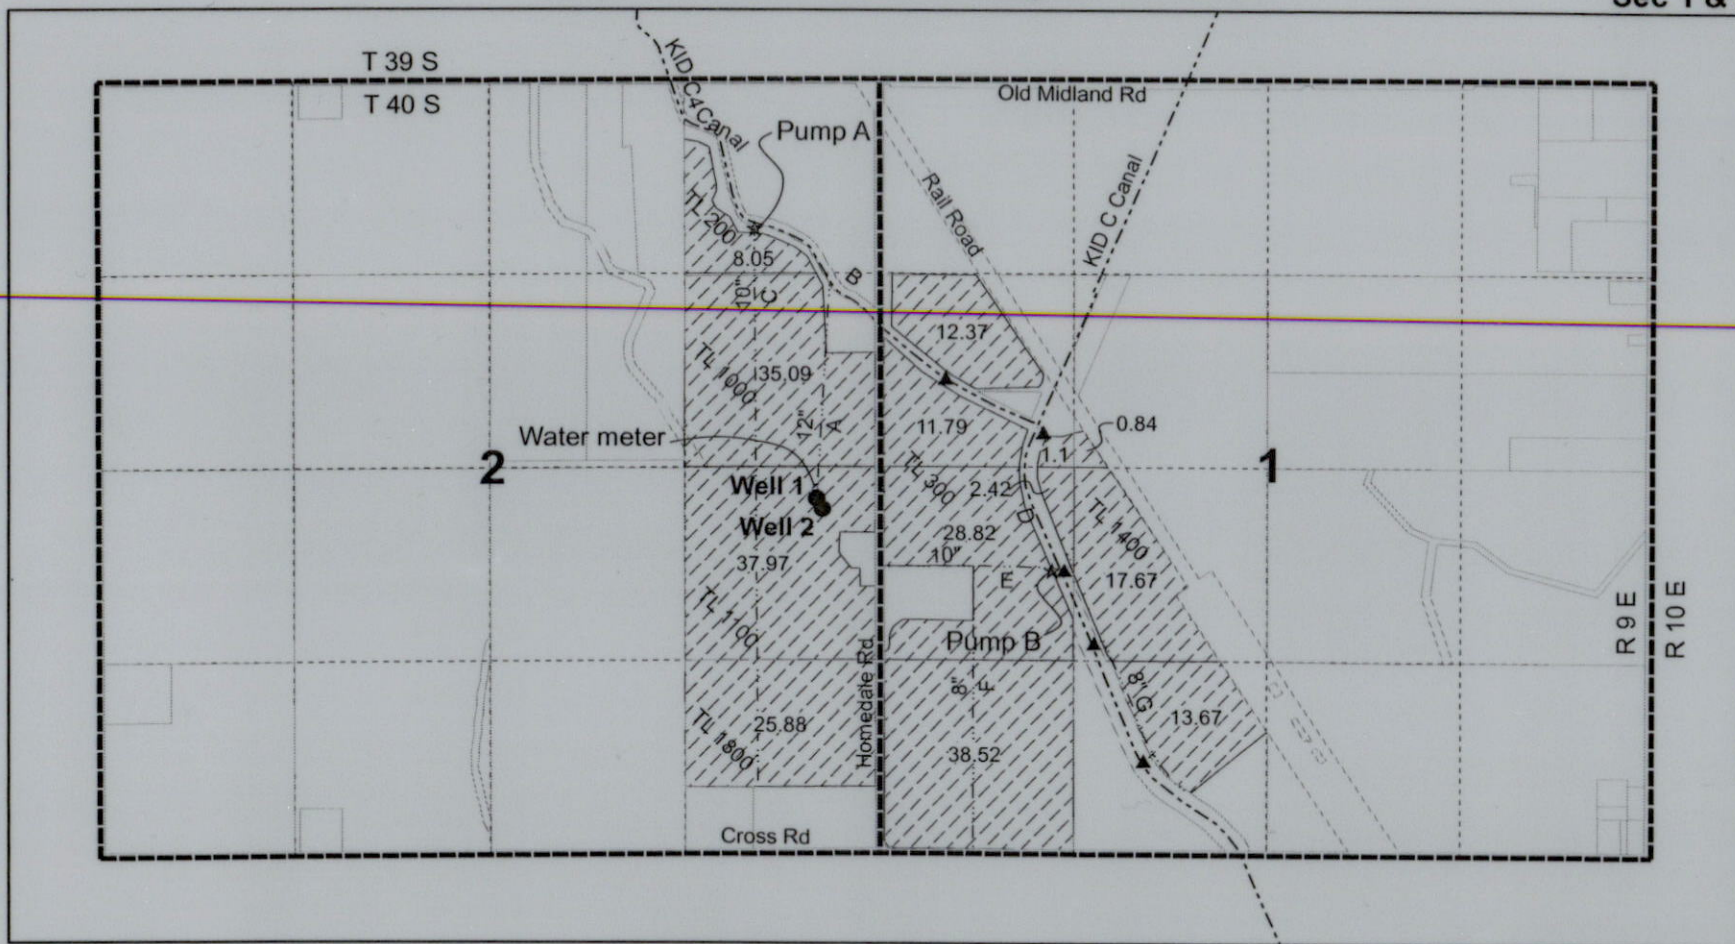 T 39 S
T 40 S
KID C4 Canal
Old Midland Rd
Pump A
Rail Road
KID C Canal
TL 200
8.05
B
40"
C
12.37
TL 1000
35.09
12"
A
11.79
0.84
1.1
Water meter
2
1
Well 1
TL 300
2.42
Well 2
D
TL 1400
28.82
10"
37.97
E
17.67
TL 1100
R 9 E
R 10 E
Pump B
Homedale Rd
8"
F
8" G
13.67
TL 1800
25.88
38.52
Cross Rd